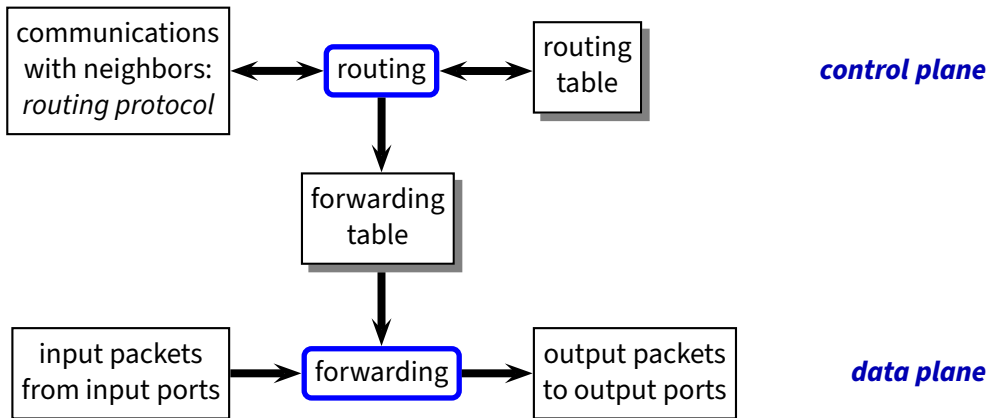 communications
with neighbors:
routing protocol
routing
routing
table
control plane
forwarding
table
input packets
from input ports
forwarding
output packets
to output ports
data plane